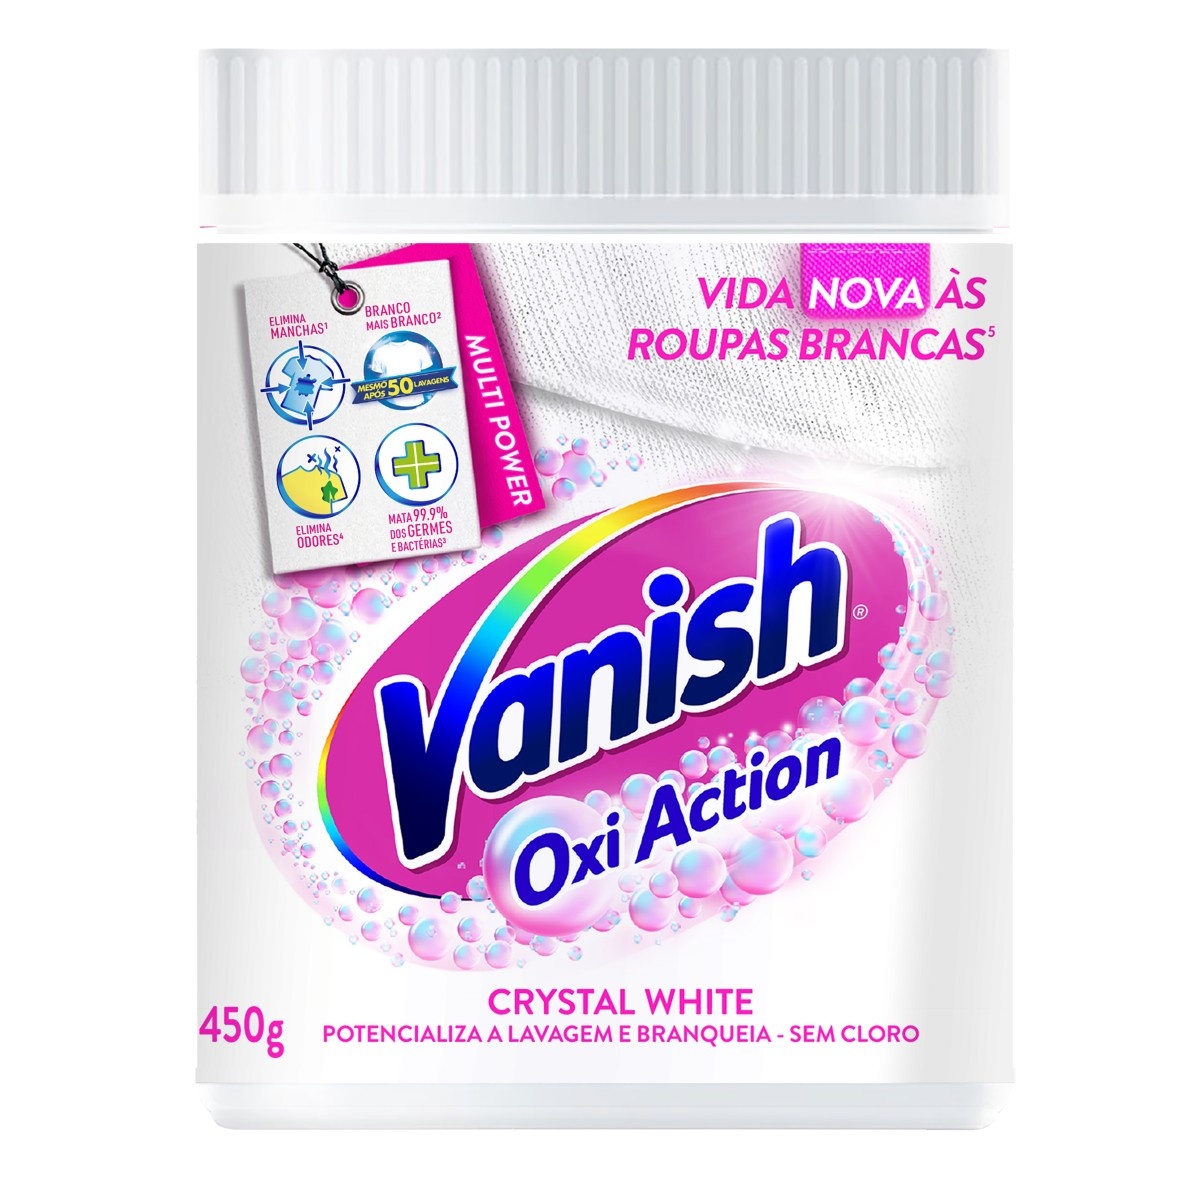 VIDA NOVA ÀS
ROUPAS BRANCAS⁵
ELIMINA
MANCHAS¹
BRANCO
MAIS BRANCO²
MESMO
APÓS 50 LAVAGENS
ELIMINA
ODORES⁴
MATA 99.9%
DOS GERMES
E BACTÉRIAS³
MULTI POWER
Vanish®
Oxi Action
CRYSTAL WHITE
450g
POTENCIALIZA A LAVAGEM E BRANQUEIA - SEM CLORO